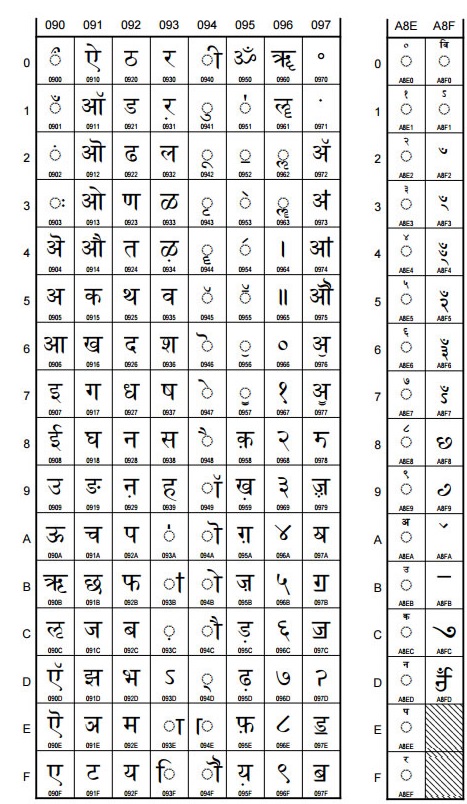 090 091 092 093 094 095 096 097
0 ◌ऀ ऐ ठ र ◌ी ॐ ॠ ॰
0900 0910 0920 0930 0940 0950 0960 0970
1 ◌ँ ऑ ड ऱ ◌ु ◌॑ ॡ ॱ
0901 0911 0921 0931 0941 0951 0961 0971
2 ◌ं ऒ ढ ल ◌ू ◌॒ ◌ॢ ॲ
0902 0912 0922 0932 0942 0952 0962 0972
3 ◌ः ओ ण ळ ◌ृ ◌॓ ◌ॣ ॳ
0903 0913 0923 0933 0943 0953 0963 0973
4 ऄ औ त ऴ ◌ॄ ◌॔ । ॴ
0904 0914 0924 0934 0944 0954 0964 0974
5 अ क थ व ◌ॅ ◌ॕ ॥ ॵ
0905 0915 0925 0935 0945 0955 0965 0975
6 आ ख द श ◌ॆ ◌ॖ ० ॶ
0906 0916 0926 0936 0946 0956 0966 0976
7 इ ग ध ष ◌े ◌ॗ १ ॷ
0907 0917 0927 0937 0947 0957 0967 0977
8 ई घ न स ◌ै क़ २ ॸ
0908 0918 0928 0938 0948 0958 0968 0978
9 उ ङ ऩ ह ◌ॉ ख़ ३ ॹ
0909 0919 0929 0939 0949 0959 0969 0979
A ऊ च प ◌ऺ ◌ॊ ग़ ४ ॺ
090A 091A 092A 093A 094A 095A 096A 097A
B ऋ छ फ ◌ऻ ◌ो ज़ ५ ॻ
090B 091B 092B 093B 094B 095B 096B 097B
C ऌ ज ब ◌़ ◌ौ ड़ ६ ॼ
090C 091C 092C 093C 094C 095C 096C 097C
D ऍ झ भ ऽ ◌् ढ़ ७ ॽ
090D 091D 092D 093D 094D 095D 096D 097D
E ऎ ञ म ◌ा ◌ॎ फ़ ८ ॾ
090E 091E 092E 093E 094E 095E 096E 097E
F ए ट य ◌ि ◌ॏ य़ ९ ॿ
090F 091F 092F 093F 094F 095F 096F 097F
A8E A8F
0 ◌꣠ ◌꣰
A8E0 A8F0
1 ◌꣡ ◌꣱
A8E1 A8F1
2 ◌꣢ ꣲ
A8E2 A8F2
3 ◌꣣ ꣳ
A8E3 A8F3
4 ◌꣤ ꣴ
A8E4 A8F4
5 ◌꣥ ꣵ
A8E5 A8F5
6 ◌꣦ ꣶ
A8E6 A8F6
7 ◌꣧ ꣷ
A8E7 A8F7
8 ◌꣨ ꣸
A8E8 A8F8
9 ◌꣩ ꣹
A8E9 A8F9
A ◌꣪ ꣺
A8EA A8FA
B ◌꣫ ꣻ
A8EB A8FB
C ◌꣬ ꣼
A8EC A8FC
D ◌꣭ ꣽ
A8ED A8FD
E ◌꣮
A8EE
F ◌꣯
A8EF